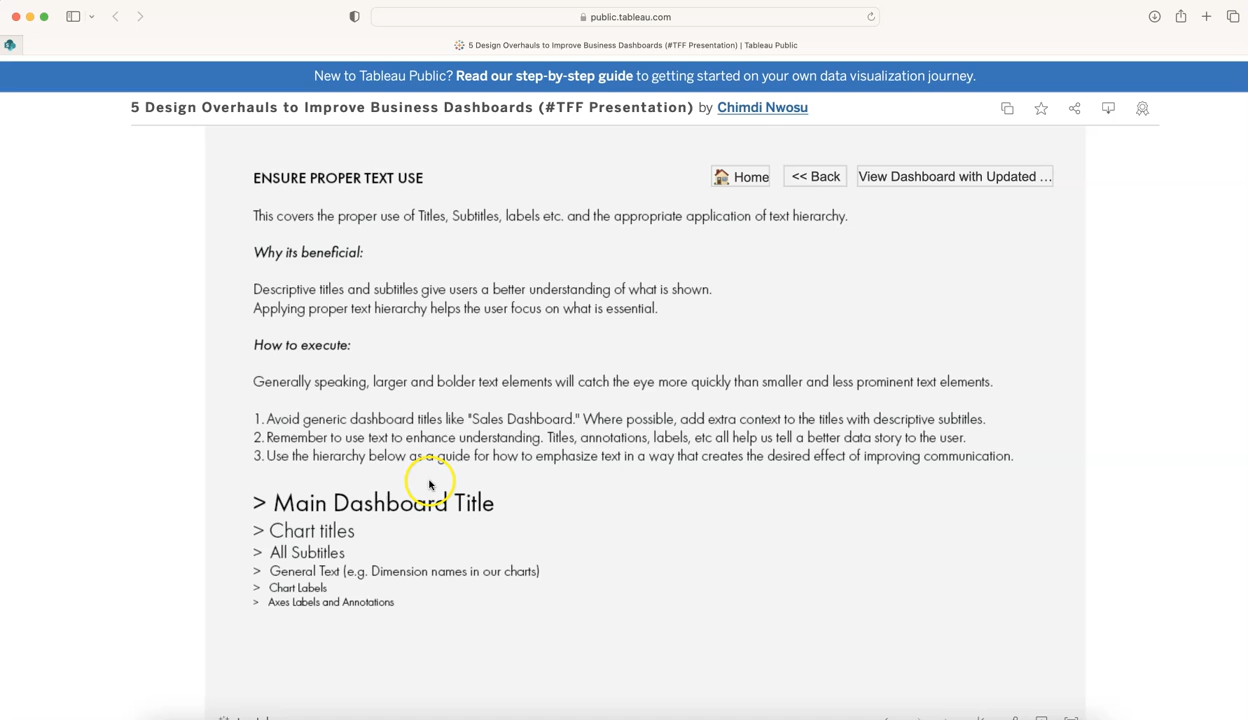 public.tableau.com
5 Design Overhauls to Improve Business Dashboards (#TFF Presentation) | Tableau Public
New to Tableau Public? Read our step-by-step guide to getting started on your own data visualization journey.
5 Design Overhauls to Improve Business Dashboards (#TFF Presentation) by Chimdi Nwosu
ENSURE PROPER TEXT USE
Home
<< Back
View Dashboard with Updated ...
This covers the proper use of Titles, Subtitles, labels etc. and the appropriate application of text hierarchy.
Why its beneficial:
Descriptive titles and subtitles give users a better understanding of what is shown.
Applying proper text hierarchy helps the user focus on what is essential.
How to execute:
Generally speaking, larger and bolder text elements will catch the eye more quickly than smaller and less prominent text elements.
1. Avoid generic dashboard titles like "Sales Dashboard." Where possible, add extra context to the titles with descriptive subtitles.
2. Remember to use text to enhance understanding. Titles, annotations, labels, etc all help us tell a better data story to the user.
3. Use the hierarchy below as a guide for how to emphasize text in a way that creates the desired effect of improving communication.
> Main Dashboard Title
> Chart titles
> All Subtitles
> General Text (e.g. Dimension names in our charts)
> Chart Labels
> Axes Labels and Annotations